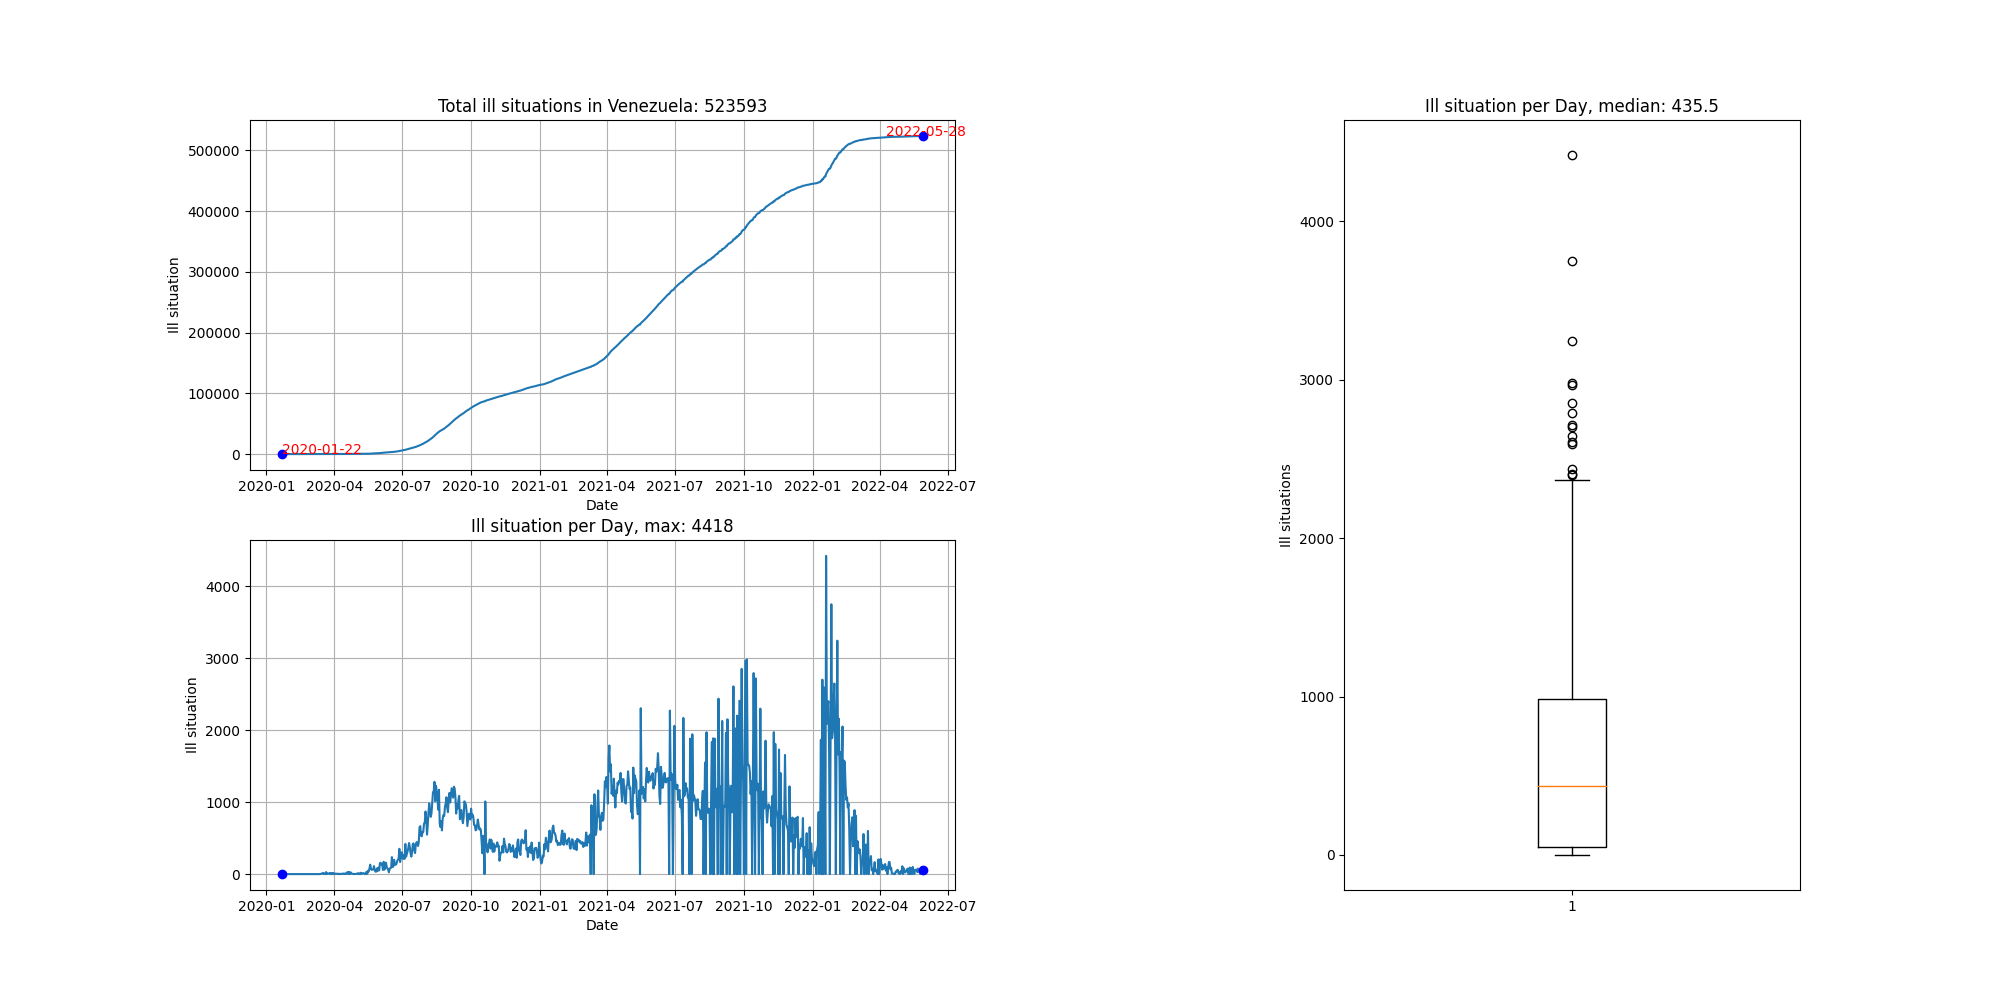 Total ill situations in Venezuela: 523593
2022-05-28
500000
400000
300000
200000
100000
0
Ill situation
2020-01-22
2020-01 2020-04 2020-07 2020-10 2021-01 2021-04 2021-07 2021-10 2022-01 2022-04 2022-07
Date
Ill situation per Day, max: 4418
4000
3000
2000
1000
0
Ill situation
2020-01 2020-04 2020-07 2020-10 2021-01 2021-04 2021-07 2021-10 2022-01 2022-04 2022-07
Date
Ill situation per Day, median: 435.5
4000
3000
2000
1000
0
Ill situations
1